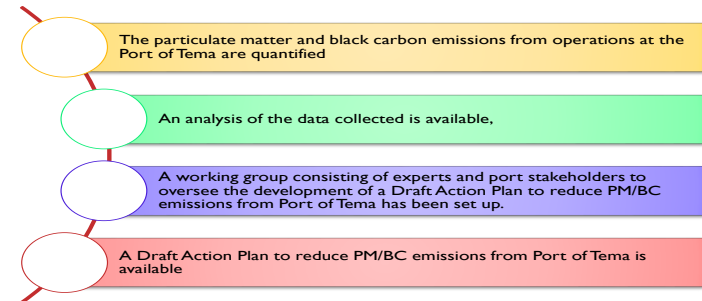 The particulate matter and black carbon emissions from operations at the
Port of Tema are quantified
An analysis of the data collected is available,
A working group consisting of experts and port stakeholders to
oversee the development of a Draft Action Plan to reduce PM/BC
emissions from Port of Tema has been set up.
A Draft Action Plan to reduce PM/BC emissions from Port of Tema is
available